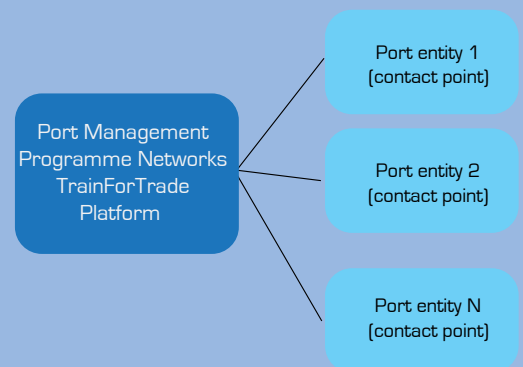 Port Management
Programme Networks
TrainForTrade
Platform
Port entity 1
(contact point)
Port entity 2
(contact point)
Port entity N
(contact point)